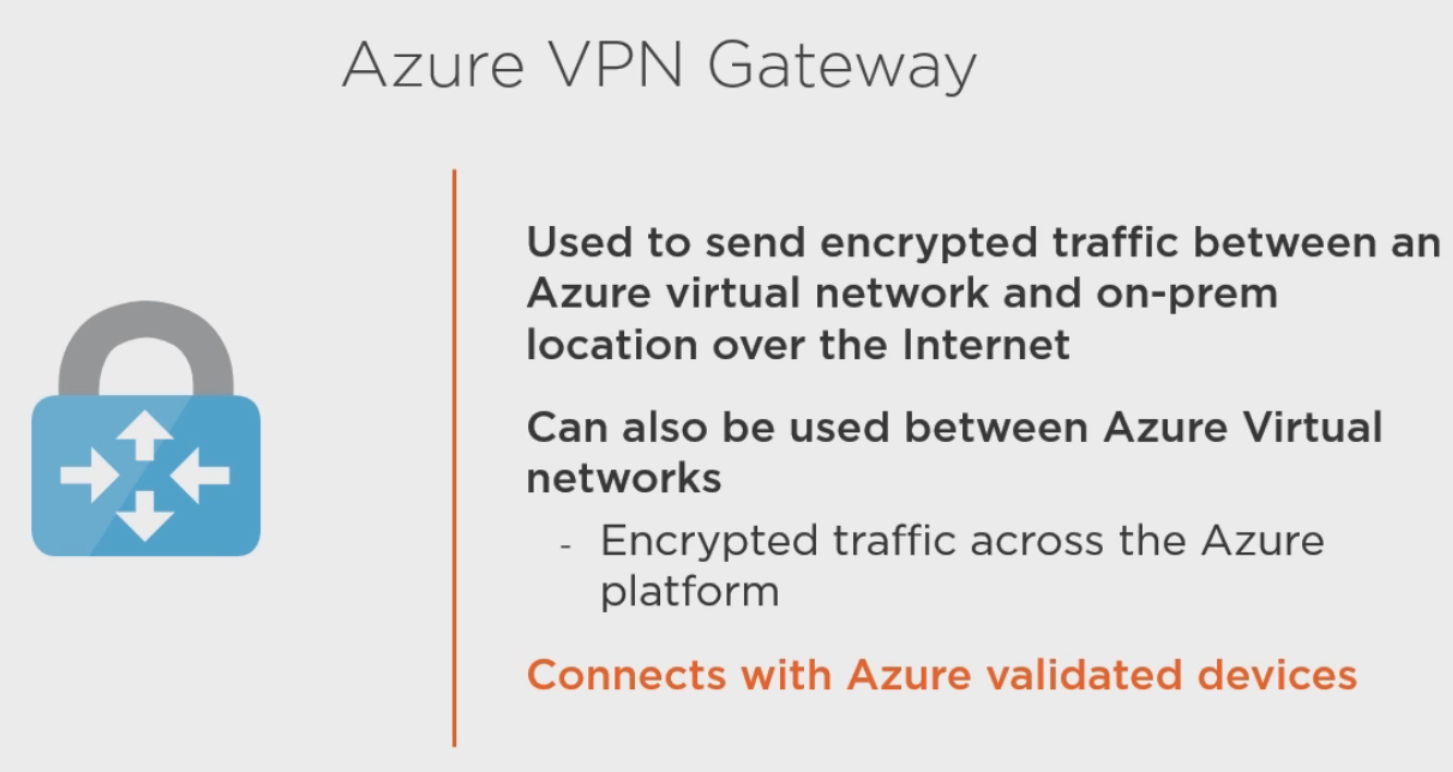 Azure VPN Gateway
Used to send encrypted traffic between an
Azure virtual network and on-prem
location over the Internet
Can also be used between Azure Virtual
networks
- Encrypted traffic across the Azure
platform
Connects with Azure validated devices